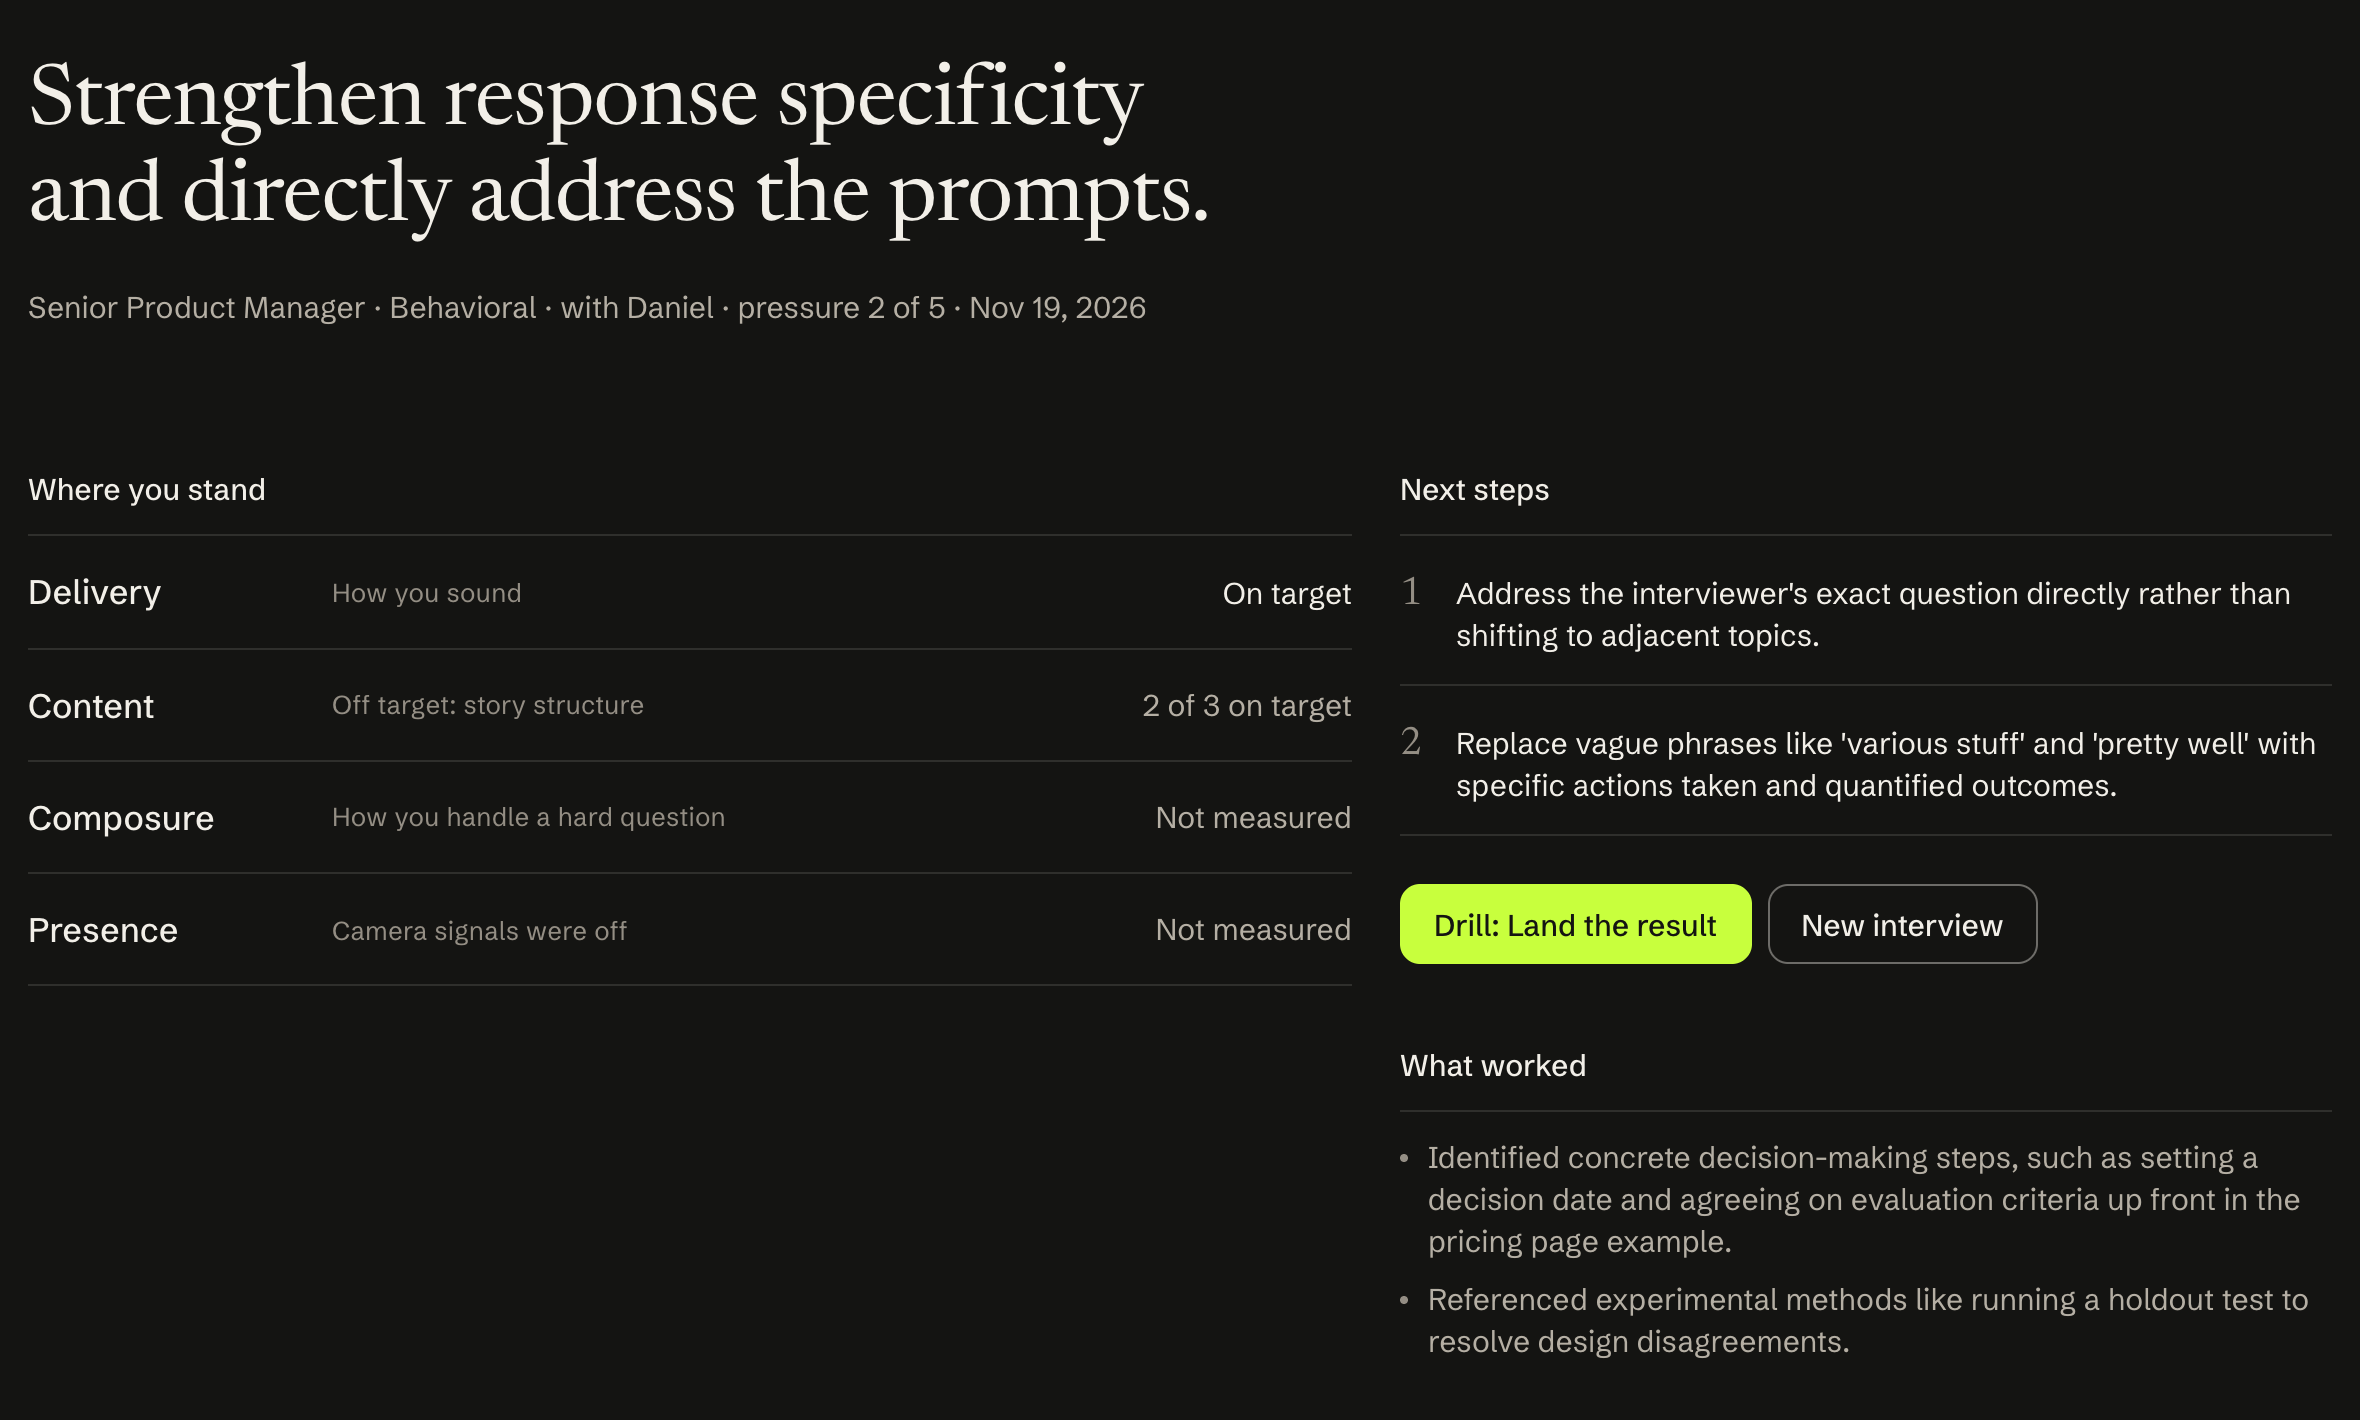 Strengthen response specificity
and directly address the prompts.
Senior Product Manager · Behavioral · with Daniel · pressure 2 of 5 · Nov 19, 2026
Where you stand
Delivery How you sound On target
Content Off target: story structure 2 of 3 on target
Composure How you handle a hard question Not measured
Presence Camera signals were off Not measured
Next steps
1 Address the interviewer's exact question directly rather than
shifting to adjacent topics.
2 Replace vague phrases like 'various stuff' and 'pretty well' with
specific actions taken and quantified outcomes.
Drill: Land the result New interview
What worked
• Identified concrete decision-making steps, such as setting a
decision date and agreeing on evaluation criteria up front in the
pricing page example.
• Referenced experimental methods like running a holdout test to
resolve design disagreements.